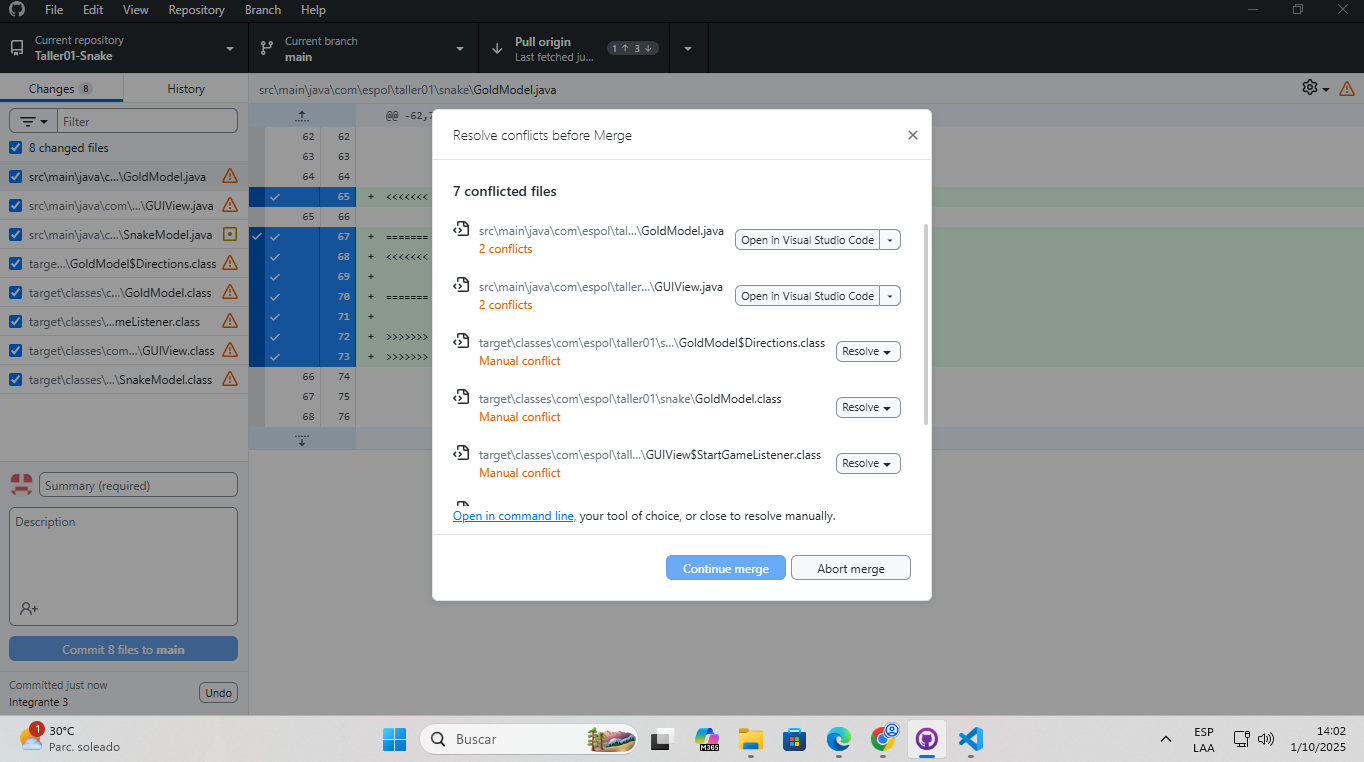 File Edit View Repository Branch Help
Current repository
Taller01-Snake
Current branch
main
Pull origin
Last fetched ju...
1 3
Changes 8
History
src\main\java\com\espol\taller01\snake\GoldModel.java
Filter
8 changed files
src\main\java\c...\GoldModel.java
src\main\java\com\...\GUIView.java
src\main\java\c...\SnakeModel.java
targe...\GoldModel$Directions.class
target\classes\c...\GoldModel.class
target\classes\...meListener.class
target\classes\com...\GUIView.class
target\classes\...\SnakeModel.class
@@ -62,7
62 62
63 63
64 64
65 + <<<<<<<
65 66
67 + =======
68 + <<<<<<<
69 +
70 + =======
71 +
72 + >>>>>>>
73 + >>>>>>>
66 74
67 75
68 76
Resolve conflicts before Merge
7 conflicted files
src\main\java\com\espol\tal...\GoldModel.java
2 conflicts
Open in Visual Studio Code
src\main\java\com\espol\taller...\GUIView.java
2 conflicts
Open in Visual Studio Code
target\classes\com\espol\taller01\s...\GoldModel$Directions.class
Manual conflict
Resolve
target\classes\com\espol\taller01\snake\GoldModel.class
Manual conflict
Resolve
target\classes\com\espol\tall...\GUIView$StartGameListener.class
Manual conflict
Resolve
Open in command line, your tool of choice, or close to resolve manually.
Continue merge
Abort merge
Summary (required)
Description
Commit 8 files to main
Committed just now
Integrante 3
Undo
1
30°C
Parc. soleado
Buscar
M365
ESP
LAA
14:02
1/10/2025